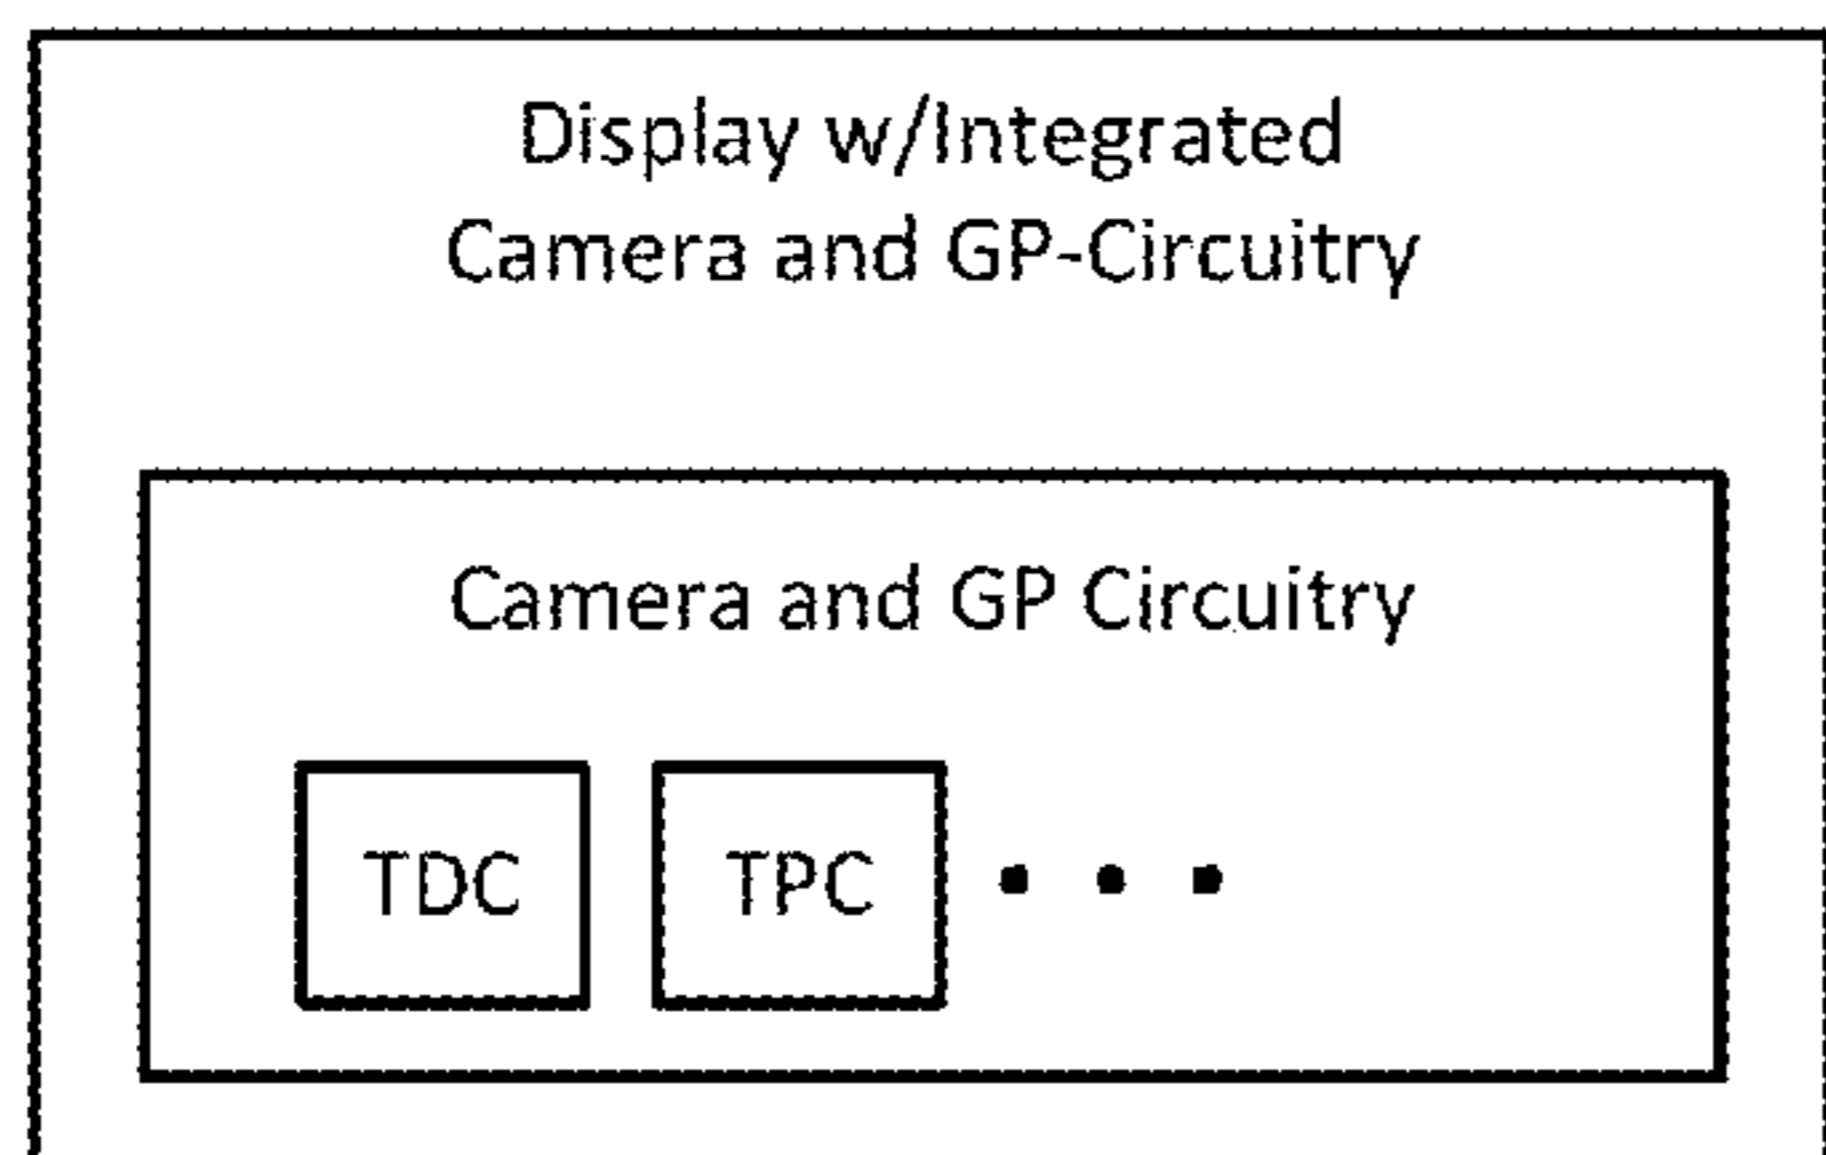 Display w/Integrated
Camera and GP-Circuitry
Camera and GP Circuitry
TDC TPC